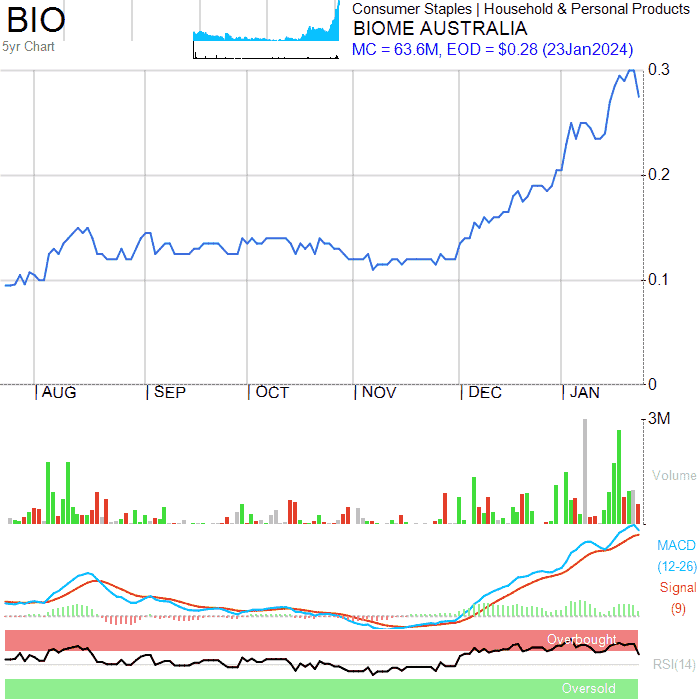 BIO
5yr Chart
Consumer Staples | Household & Personal Products
BIOME AUSTRALIA
MC = 63.6M, EOD = $0.28 (23Jan2024)
0.3
0.2
0.1
0
AUG SEP OCT NOV DEC JAN
3M
Volume
MACD
(12-26)
Signal
(9)
Overbought
RSI(14)
Oversold